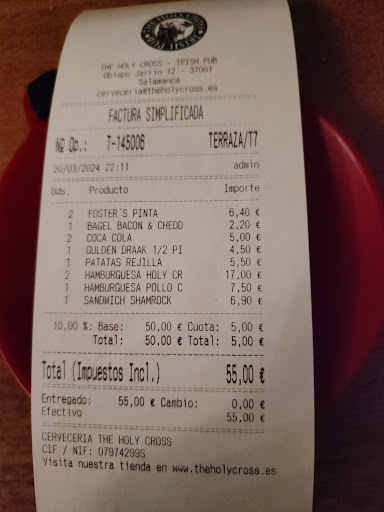 THE HOLY CROSS
IRISH PUB
THE HOLY CROSS - IRISH PUB
Obispo Jarrin 12 - 37001
Salamanca
cerveceria@theholycross.es
FACTURA SIMPLIFICADA
Nº Op.: T-145006 TERRAZA/T7
20/03/2024 22:11 admin
Uds. Producto Importe
2 FOSTER'S PINTA 6,40 €
1 BAGEL BACON & CHEDD 2,20 €
2 COCA COLA 5,00 €
1 GULDEN DRAAK 1/2 PI 4,50 €
1 PATATAS REJILLA 5,50 €
2 HAMBURGUESA HOLY CR 17,00 €
1 HAMBURGUESA POLLO C 7,50 €
1 SANDWICH SHAMROCK 6,90 €
10,00 %: Base: 50,00 € Cuota: 5,00 €
Total: 50,00 € Total: 5,00 €
Total (Impuestos Incl.) 55,00 €
Entregado: 55,00 € Cambio: 0,00 €
Efectivo 55,00 €
CERVECERIA THE HOLY CROSS
CIF / NIF: 07974299S
Visita nuestra tienda en www.theholycross.es